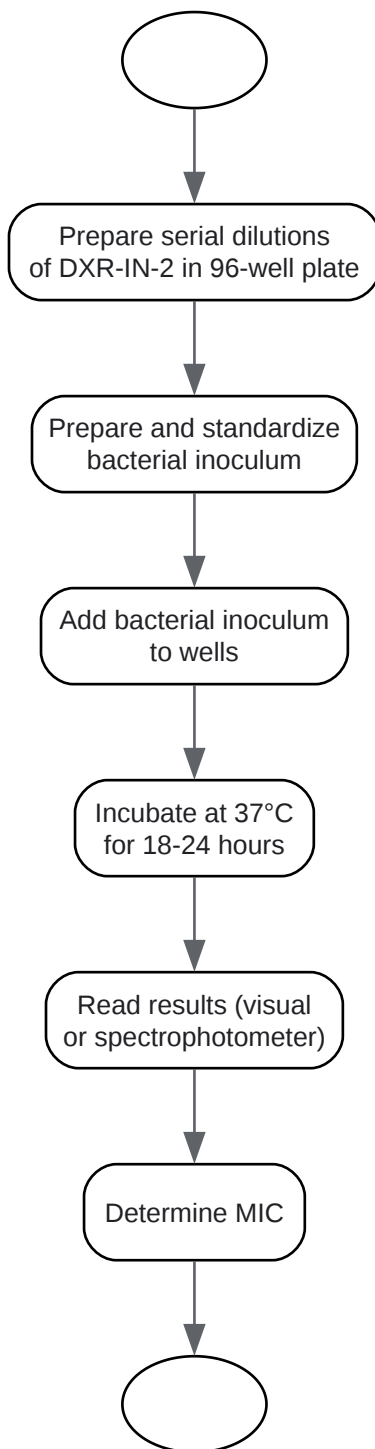 Prepare serial dilutions
of DXR-IN-2 in 96-well plate
Prepare and standardize
bacterial inoculum
Add bacterial inoculum
to wells
Incubate at 37°C
for 18-24 hours
Read results (visual
or spectrophotometer)
Determine MIC